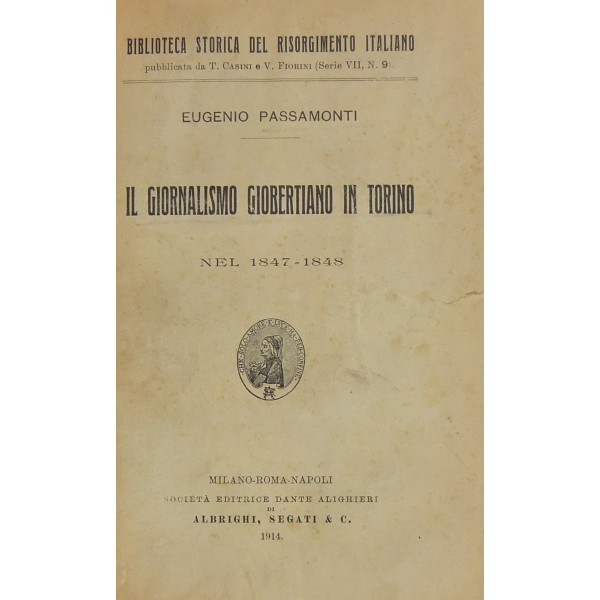 BIBLIOTECA STORICA DEL RISORGIMENTO ITALIANO
pubblicata da T. CASINI e V. FIORINI (Serie VII, N. 9).
EUGENIO PASSAMONTI
IL GIORNALISMO GIOBERTIANO IN TORINO
NEL 1847-1848
MILANO-ROMA-NAPOLI
SOCIETÀ EDITRICE DANTE ALIGHIERI
DI
ALBRIGHI, SEGATI & C.
1914.